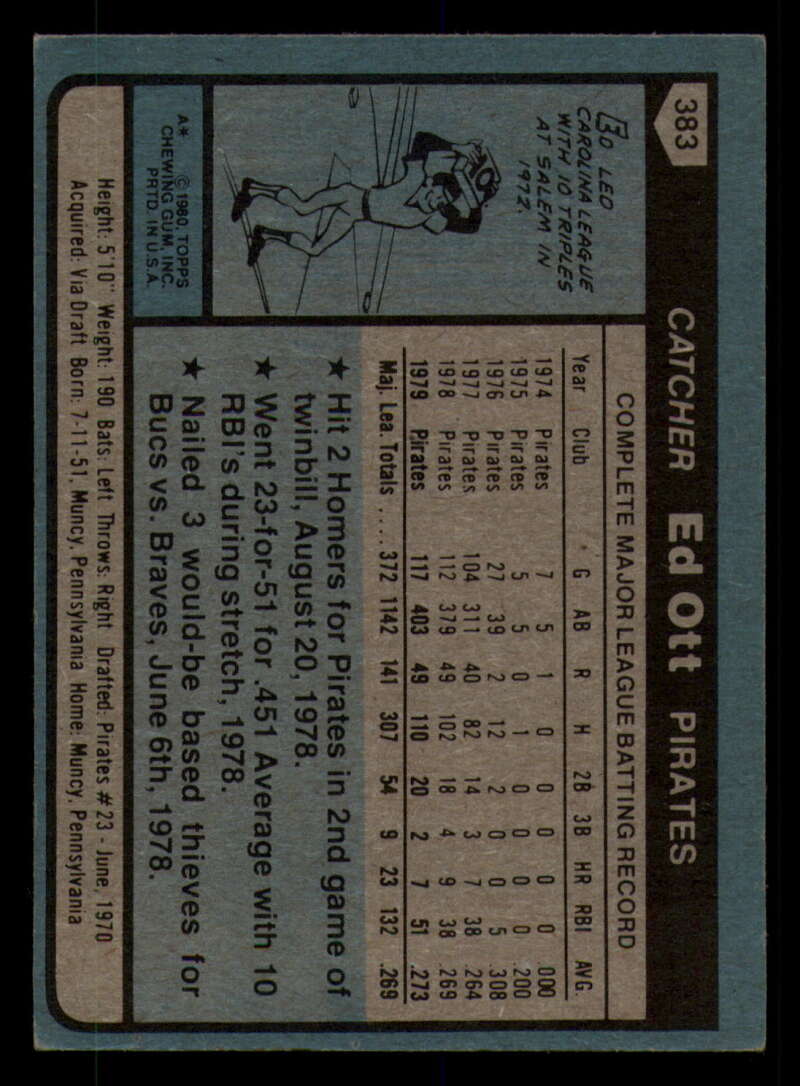 383
CATCHER Ed Ott PIRATES
ED LED
CAROLINA LEAGUE
WITH 10 TRIPLES
AT SALEM IN
1972.
10
A* © 1980. TOPPS
CHEWING GUM, INC.
PRTD. IN U.S.A.
COMPLETE MAJOR LEAGUE BATTING RECORD
Year Club G AB R H 2B 3B HR RBI AVG.
1974 Pirates 7 5 1 0 0 0 0 0 .000
1975 Pirates 5 5 0 1 0 0 0 0 .200
1976 Pirates 27 39 2 12 2 0 0 5 .308
1977 Pirates 104 311 40 82 14 3 7 38 .264
1978 Pirates 112 379 49 102 18 4 9 38 .269
1979 Pirates 117 403 49 110 20 2 7 51 .273
Maj. Lea. Totals ..... 372 1142 141 307 54 9 23 132 .269
★ Hit 2 Homers for Pirates in 2nd game of
twinbill, August 20, 1978.
★ Went 23-for-51 for .451 Average with 10
RBI's during stretch, 1978.
★ Nailed 3 would-be based thieves for
Bucs vs. Braves, June 6th, 1978.
Height: 5'10" Weight: 190 Bats: Left Throws: Right Drafted: Pirates #23 - June, 1970
Acquired: Via Draft Born: 7-11-51, Muncy, Pennsylvania Home: Muncy, Pennsylvania